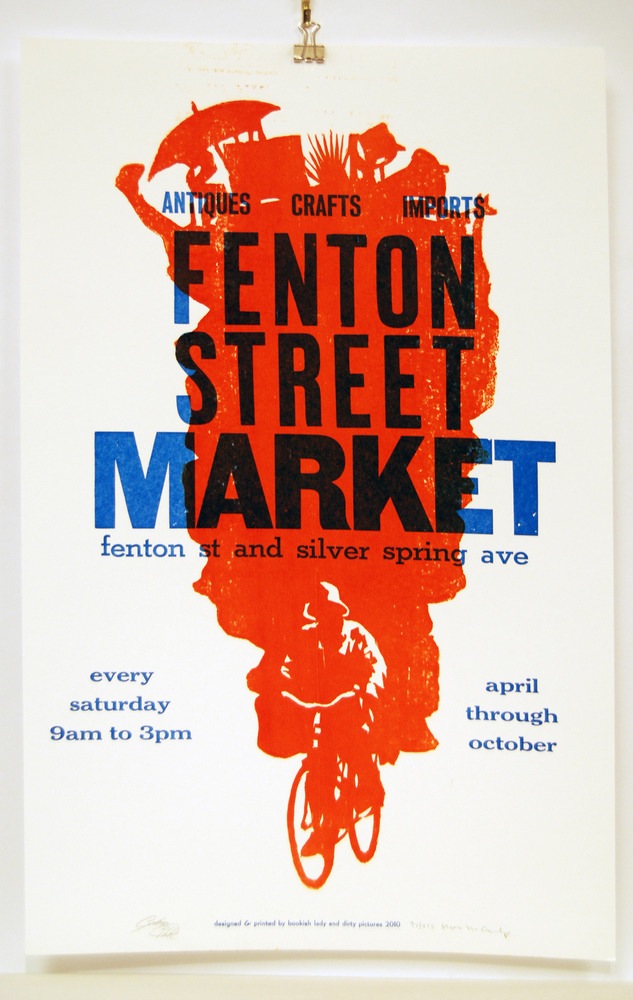 ANTIQUES CRAFTS IMPORTS
FENTON
STREET
MARKET
fenton st and silver spring ave
every
saturday
9am to 3pm
april
through
october
designed & printed by bookish lady and dirty pictures 2010